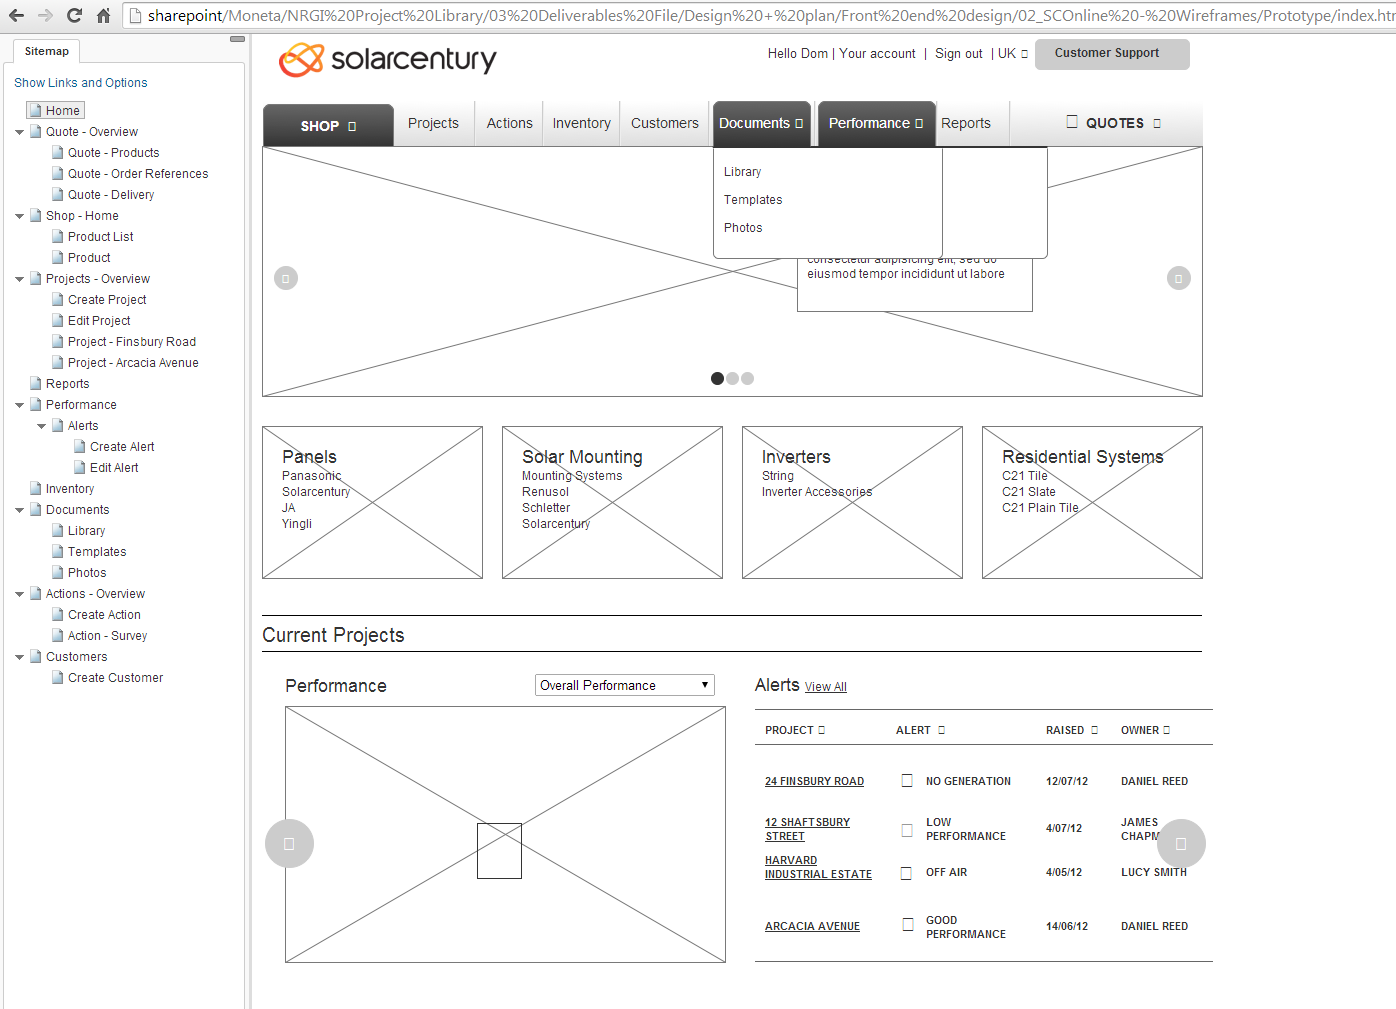 sharepoint/Moneta/NRGI%20Project%20Library/03%20Deliverables%20File/Design%20+%20plan/Front%20end%20design/02_SCOnline%20-%20Wireframes/Prototype/index.htm
Sitemap
Show Links and Options
Home
Quote - Overview
Quote - Products
Quote - Order References
Quote - Delivery
Shop - Home
Product List
Product
Projects - Overview
Create Project
Edit Project
Project - Finsbury Road
Project - Arcacia Avenue
Reports
Performance
Alerts
Create Alert
Edit Alert
Inventory
Documents
Library
Templates
Photos
Actions - Overview
Create Action
Action - Survey
Customers
Create Customer
solarcentury
Hello Dom | Your account | Sign out | UK
Customer Support
SHOP Projects Actions Inventory Customers Documents Performance Reports QUOTES
Library
Templates
Photos
consectetur adipisicing elit, sed do
eiusmod tempor incididunt ut labore
Panels
Panasonic
Solarcentury
JA
Yingli
Solar Mounting
Mounting Systems
Renusol
Schletter
Solarcentury
Inverters
String
Inverter Accessories
Residential Systems
C21 Tile
C21 Slate
C21 Plain Tile
Current Projects
Performance
Overall Performance
Alerts View All
PROJECT ALERT RAISED OWNER
24 FINSBURY ROAD NO GENERATION 12/07/12 DANIEL REED
12 SHAFTSBURY
STREET
LOW
PERFORMANCE
4/07/12
JAMES
CHAPM
HARVARD
INDUSTRIAL ESTATE
OFF AIR 4/05/12 LUCY SMITH
ARCACIA AVENUE
GOOD
PERFORMANCE
14/06/12 DANIEL REED